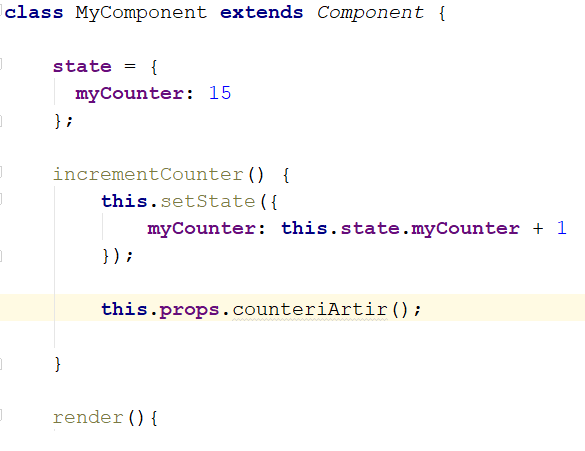 class MyComponent extends Component {
state = {
myCounter: 15
};
incrementCounter() {
this.setState({
myCounter: this.state.myCounter + 1
});
this.props.counteriArtir();
}
render(){